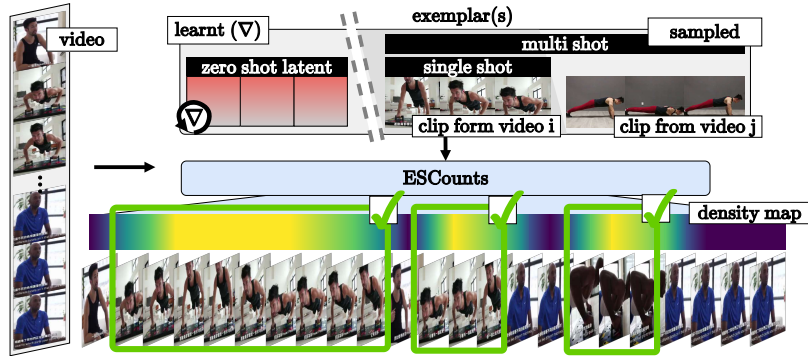 exemplar(s)
video
learnt (∇)
sampled
multi shot
zero shot latent
single shot
∇
clip form video i
clip from video j
ESCounts
density map